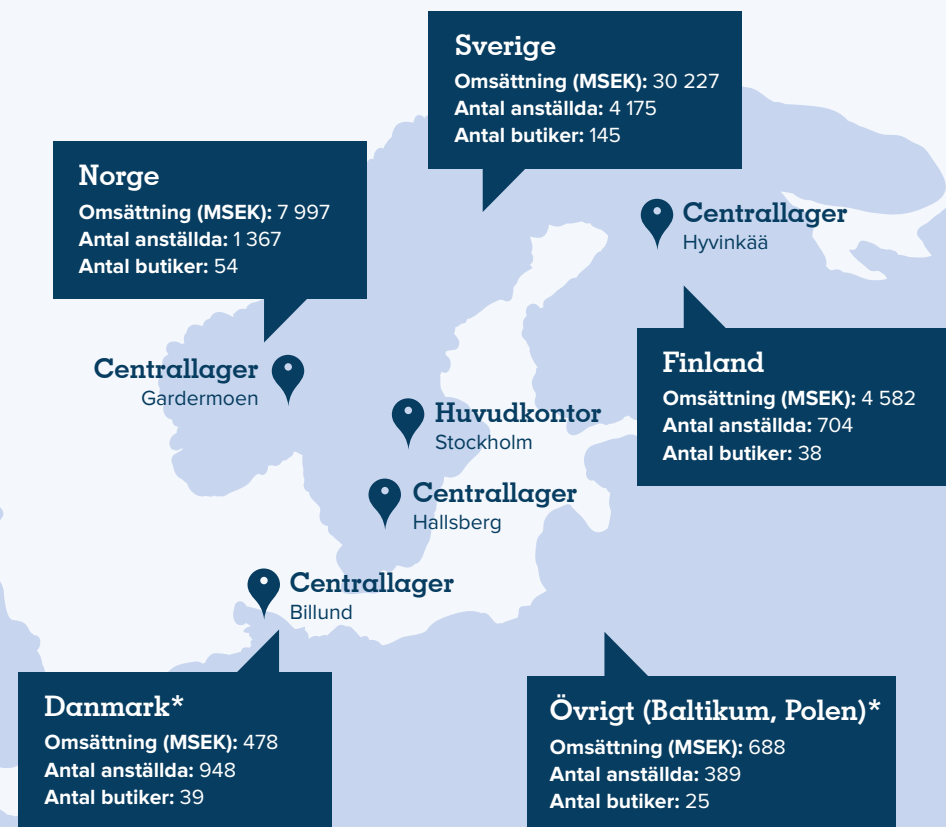 Sverige
Omsättning (MSEK): 30 227
Antal anställda: 4 175
Antal butiker: 145
Norge
Omsättning (MSEK): 7 997
Antal anställda: 1 367
Antal butiker: 54
Centrallager
Hyvinkää
Finland
Omsättning (MSEK): 4 582
Antal anställda: 704
Antal butiker: 38
Centrallager
Gardermoen
Huvudkontor
Stockholm
Centrallager
Hallsberg
Centrallager
Billund
Danmark*
Omsättning (MSEK): 478
Antal anställda: 948
Antal butiker: 39
Övrigt (Baltikum, Polen)*
Omsättning (MSEK): 688
Antal anställda: 389
Antal butiker: 25